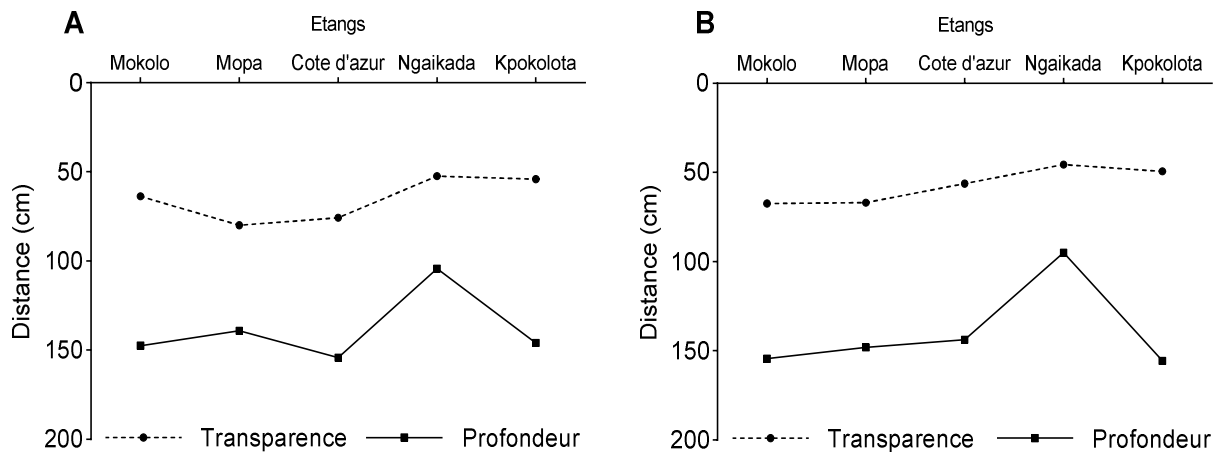 A
Etangs
Mokolo Mopa Cote d'azur Ngaikada Kpokolota
0
50
100
150
200
Distance (cm)
Transparence Profondeur
B
Etangs
Mokolo Mopa Cote d'azur Ngaikada Kpokolota
0
50
100
150
200
Distance (cm)
Transparence Profondeur